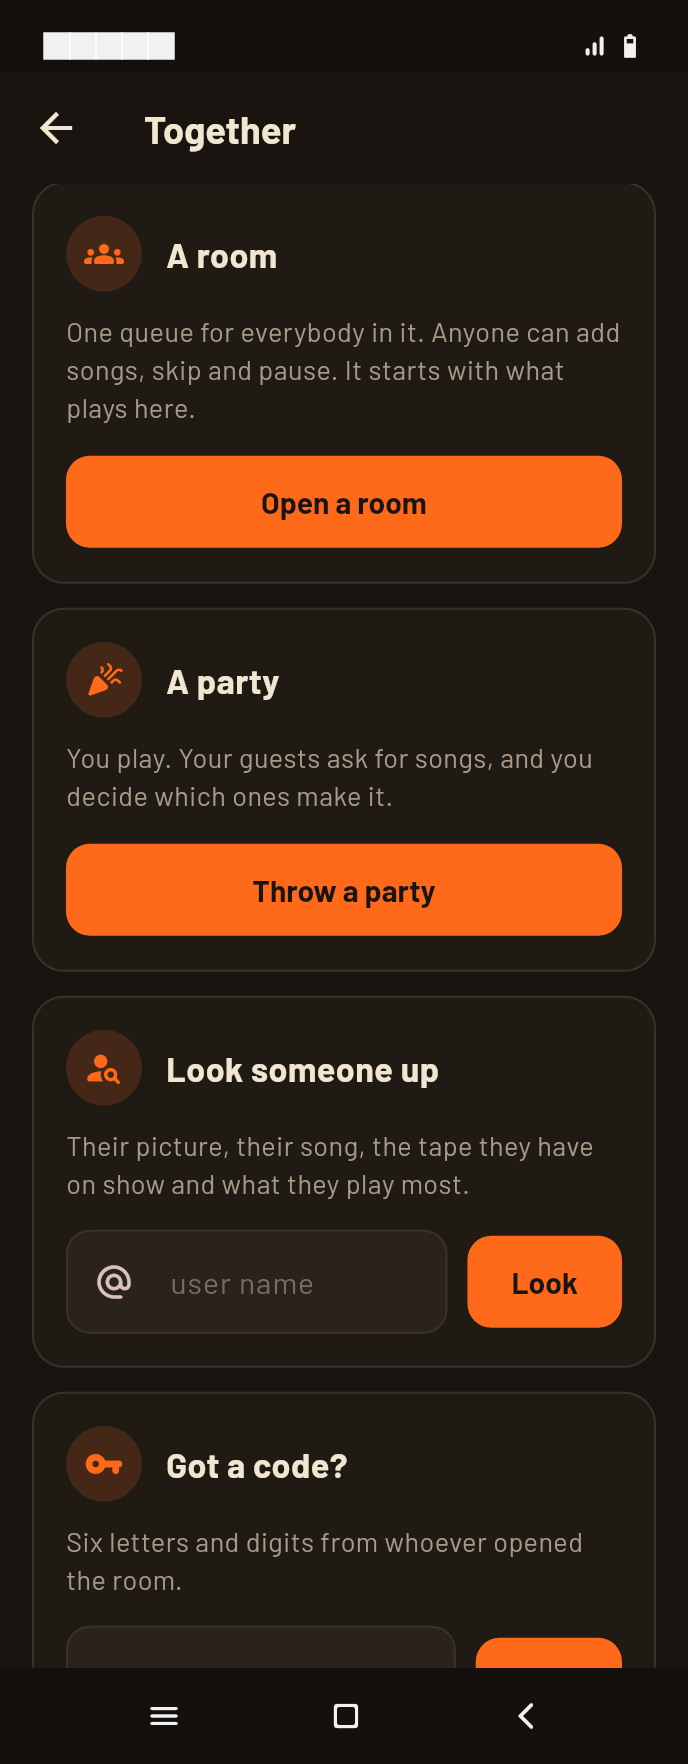 Together
A room
One queue for everybody in it. Anyone can add
songs, skip and pause. It starts with what
plays here.
Open a room
A party
You play. Your guests ask for songs, and you
decide which ones make it.
Throw a party
Look someone up
Their picture, their song, the tape they have
on show and what they play most.
user name
Look
Got a code?
Six letters and digits from whoever opened
the room.